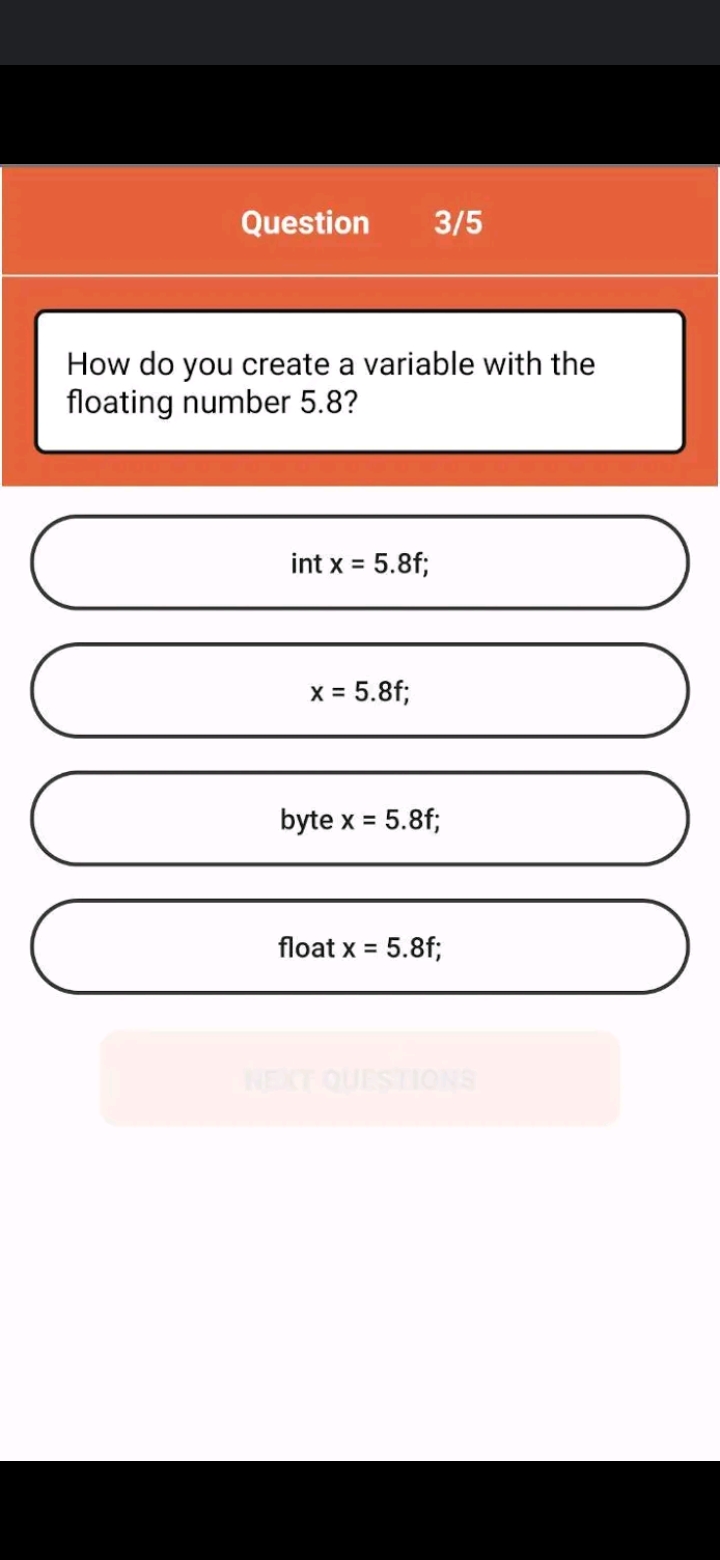 Question 3/5
How do you create a variable with the
floating number 5.8?
int x = 5.8f;
x = 5.8f;
byte x = 5.8f;
float x = 5.8f;
NEXT QUESTIONS